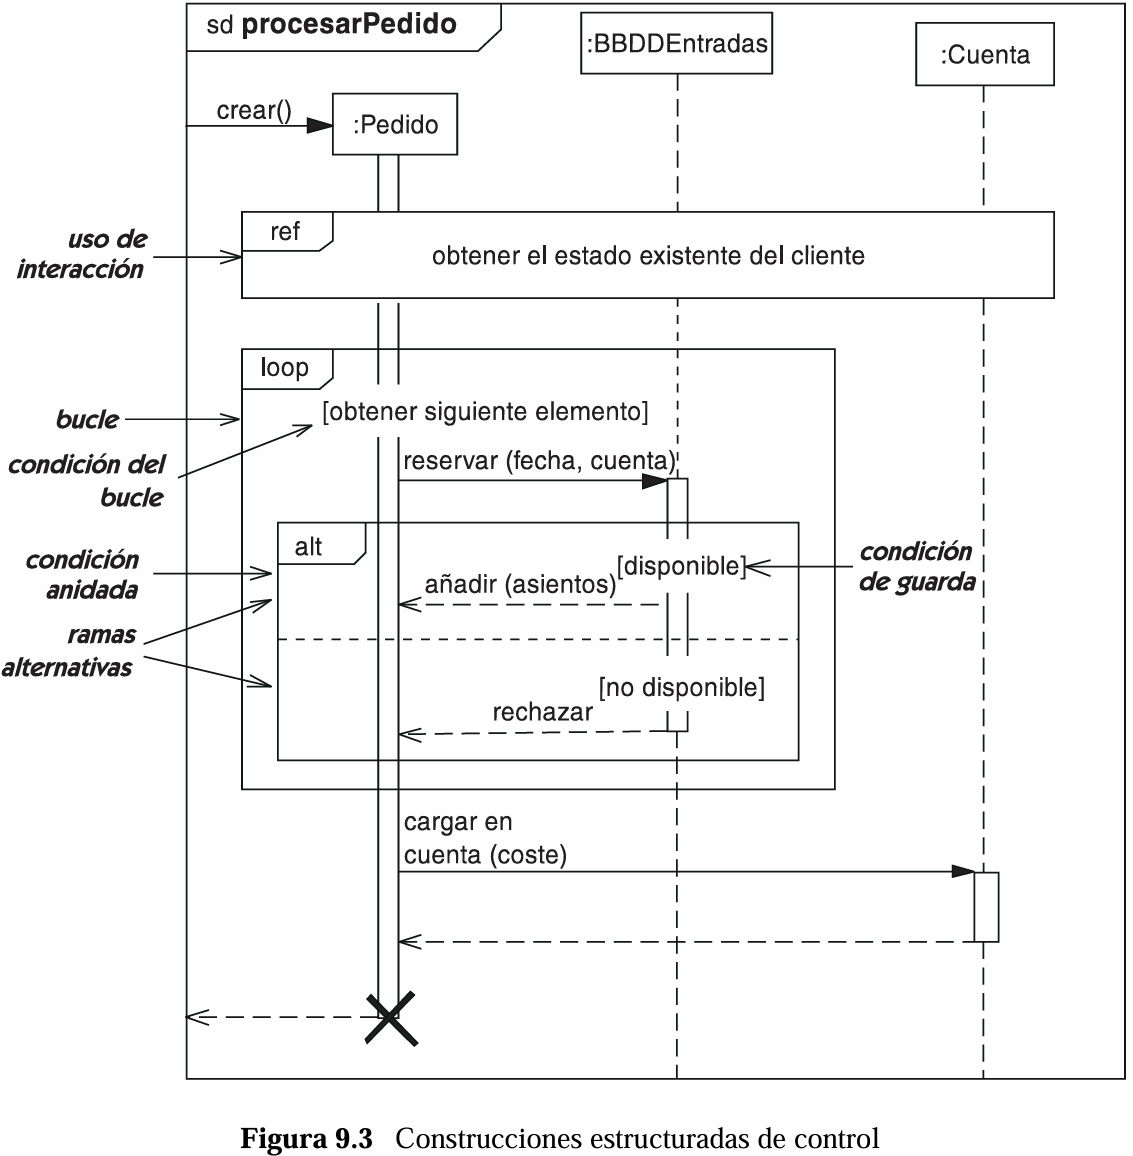 sd procesarPedido
:BBDDEntradas
:Cuenta
crear()
:Pedido
ref
uso de
interacción
obtener el estado existente del cliente
loop
bucle
[obtener siguiente elemento]
condición del
bucle
reservar (fecha, cuenta)
alt
condición
anidada
[disponible]
condición
de guarda
añadir (asientos)
ramas
alternativas
[no disponible]
rechazar
cargar en
cuenta (coste)
Figura 9.3 Construcciones estructuradas de control